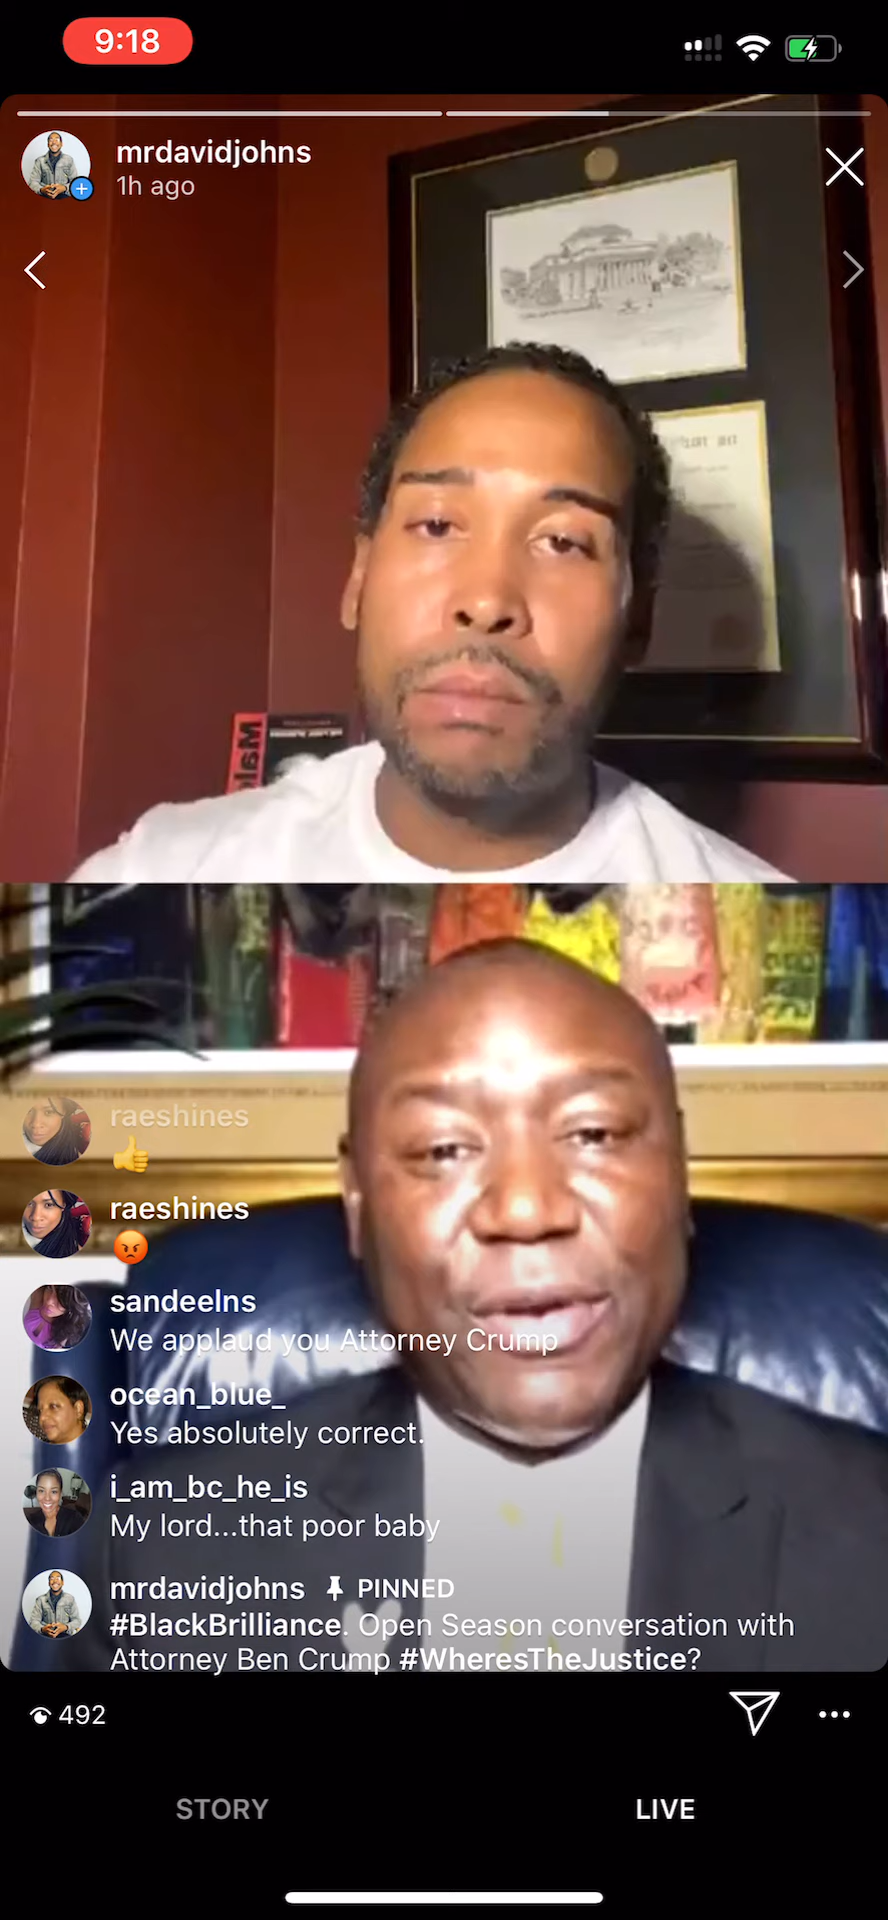 9:18
mrdavidjohns
1h ago
raeshines
👍
raeshines
😡
sandeelns
We applaud you Attorney Crump
ocean_blue_
Yes absolutely correct.
i_am_bc_he_is
My lord...that poor baby
mrdavidjohns PINNED
#BlackBrilliance. Open Season conversation with
Attorney Ben Crump #WheresTheJustice?
492
STORY
LIVE